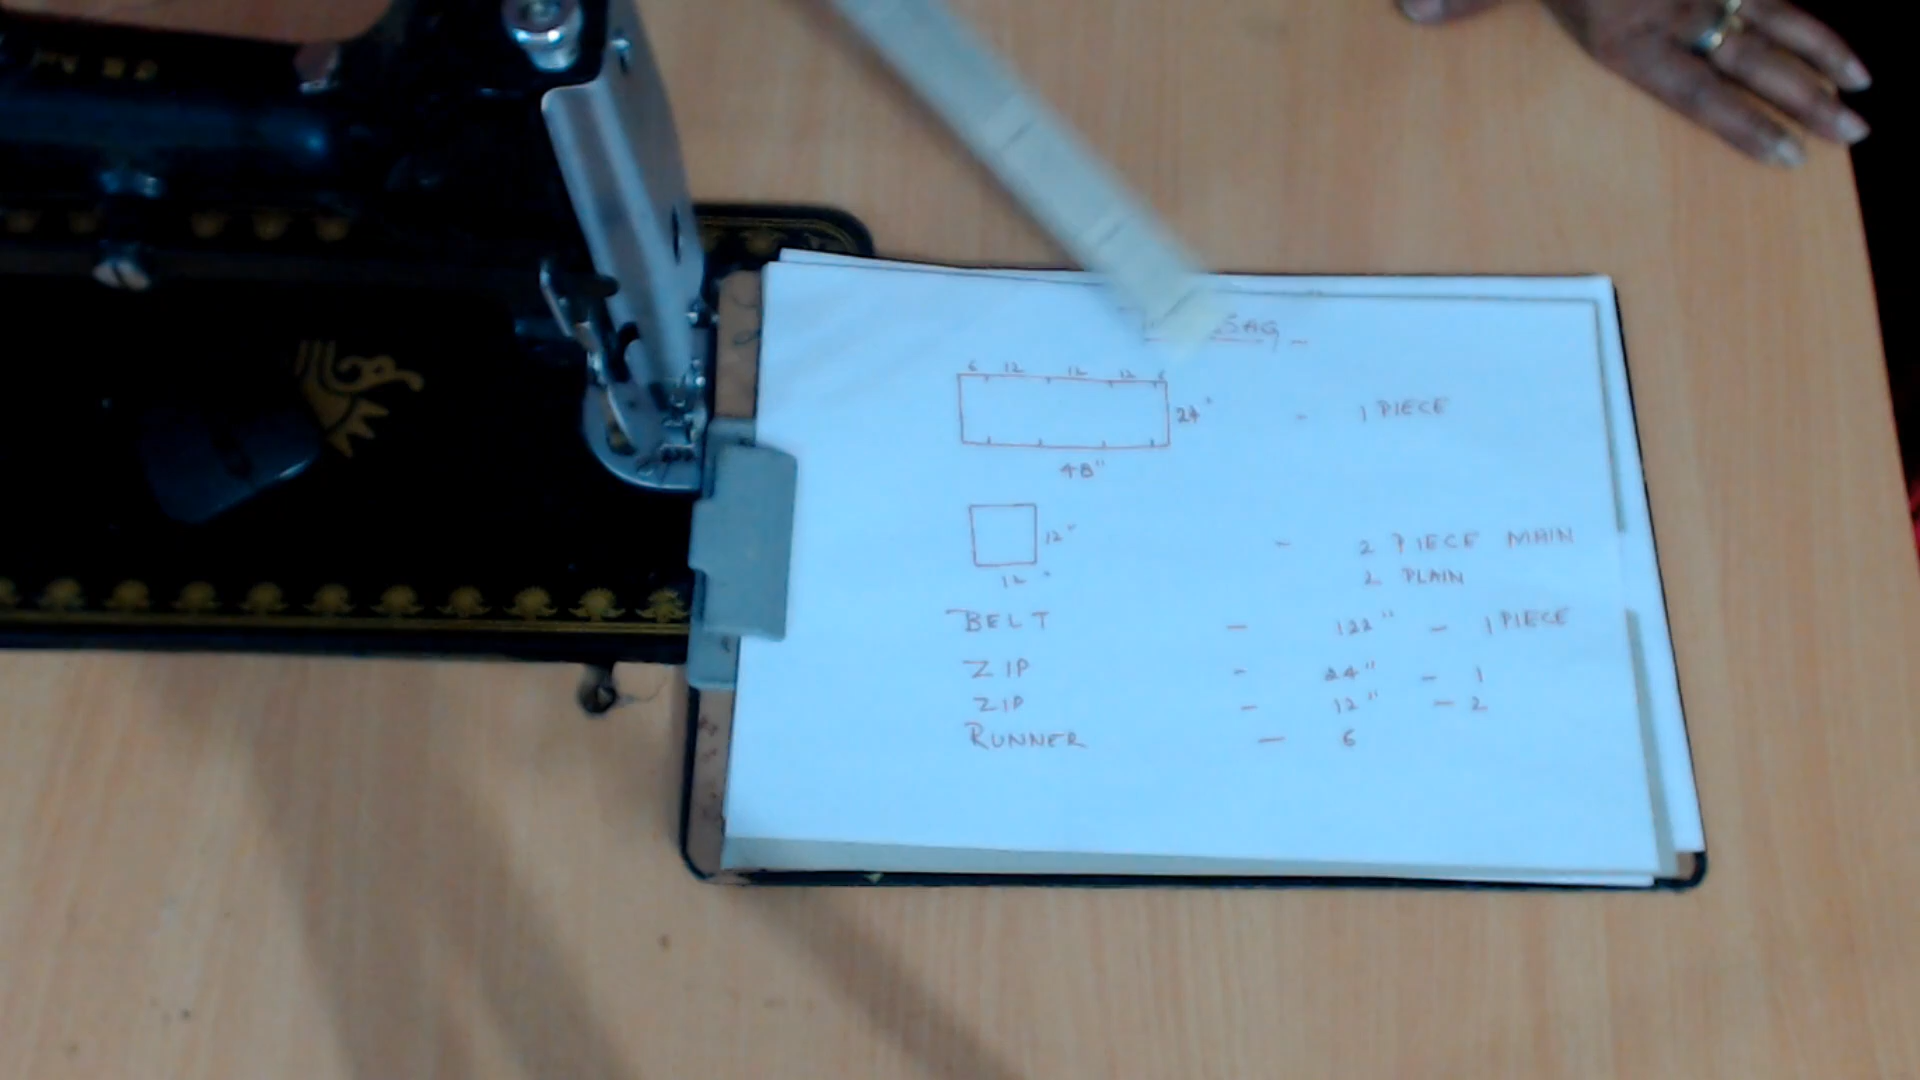 BAG
6 12 12 12 6
24" - 1 PIECE
48"
12" - 2 PIECE MAIN
12" 2 PLAIN
BELT - 122" - 1 PIECE
ZIP - 24" - 1
ZIP - 12" - 2
RUNNER - 6